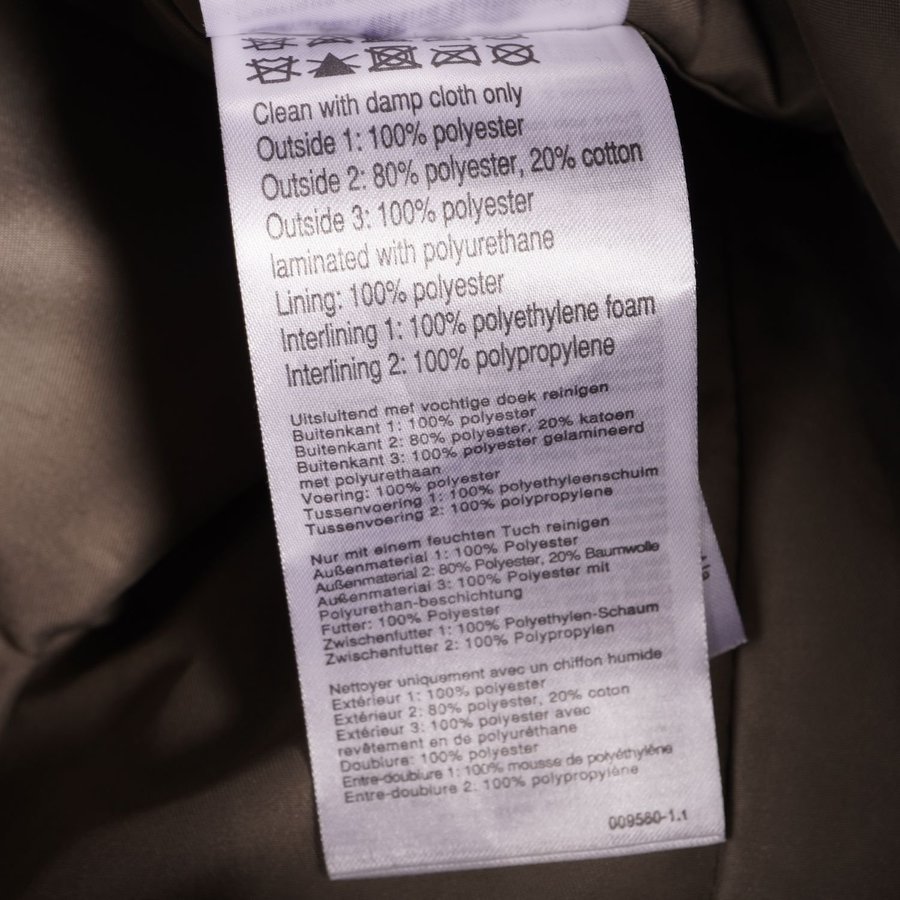 Clean with damp cloth only
Outside 1: 100% polyester
Outside 2: 80% polyester, 20% cotton
Outside 3: 100% polyester
laminated with polyurethane
Lining: 100% polyester
Interlining 1: 100% polyethylene foam
Interlining 2: 100% polypropylene
Uitsluitend met vochtige doek reinigen
Buitenkant 1: 100% polyester
Buitenkant 2: 80% polyester, 20% katoen
Buitenkant 3: 100% polyester gelamineerd
met polyurethaan
Voering: 100% polyester
Tussenvoering 1: 100% polyethyleenschuim
Tussenvoering 2: 100% polypropylene
Nur mit einem feuchten Tuch reinigen
Außenmaterial 1: 100% Polyester
Außenmaterial 2: 80% Polyester, 20% Baumwolle
Außenmaterial 3: 100% Polyester mit
Polyurethan-beschichtung
Futter: 100% Polyester
Zwischenfutter 1: 100% Polyethylen-Schaum
Zwischenfutter 2: 100% Polypropylen
Nettoyer uniquement avec un chiffon humide
Extérieur 1: 100% polyester
Extérieur 2: 80% polyester, 20% coton
Extérieur 3: 100% polyester avec
revêtement en de polyuréthane
Doublure: 100% polyester
Entre-doublure 1: 100% mousse de polyéthylène
Entre-doublure 2: 100% polypropylène
009560-1.1